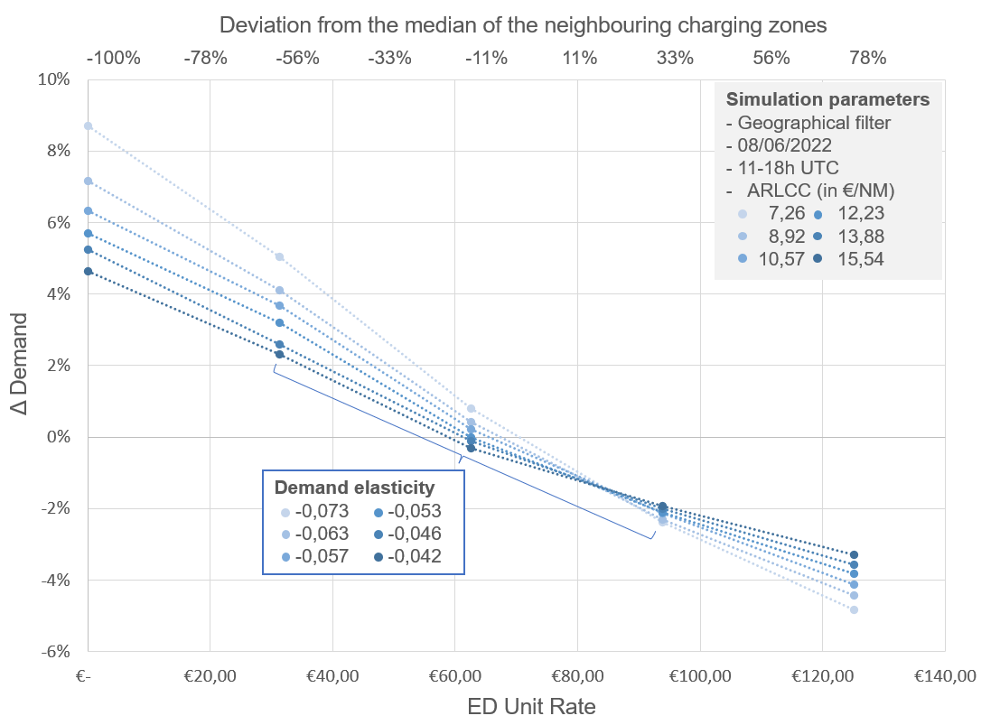 Deviation from the median of the neighbouring charging zones
-100% -78% -56% -33% -11% 11% 33% 56% 78%
10%
8%
6%
4%
2%
0%
-2%
-4%
-6%
Δ Demand
Simulation parameters
- Geographical filter
- 08/06/2022
- 11-18h UTC
- ARLCC (in €/NM)
7,26 12,23
8,92 13,88
10,57 15,54
Demand elasticity
-0,073 -0,053
-0,063 -0,046
-0,057 -0,042
€- €20,00 €40,00 €60,00 €80,00 €100,00 €120,00 €140,00
ED Unit Rate